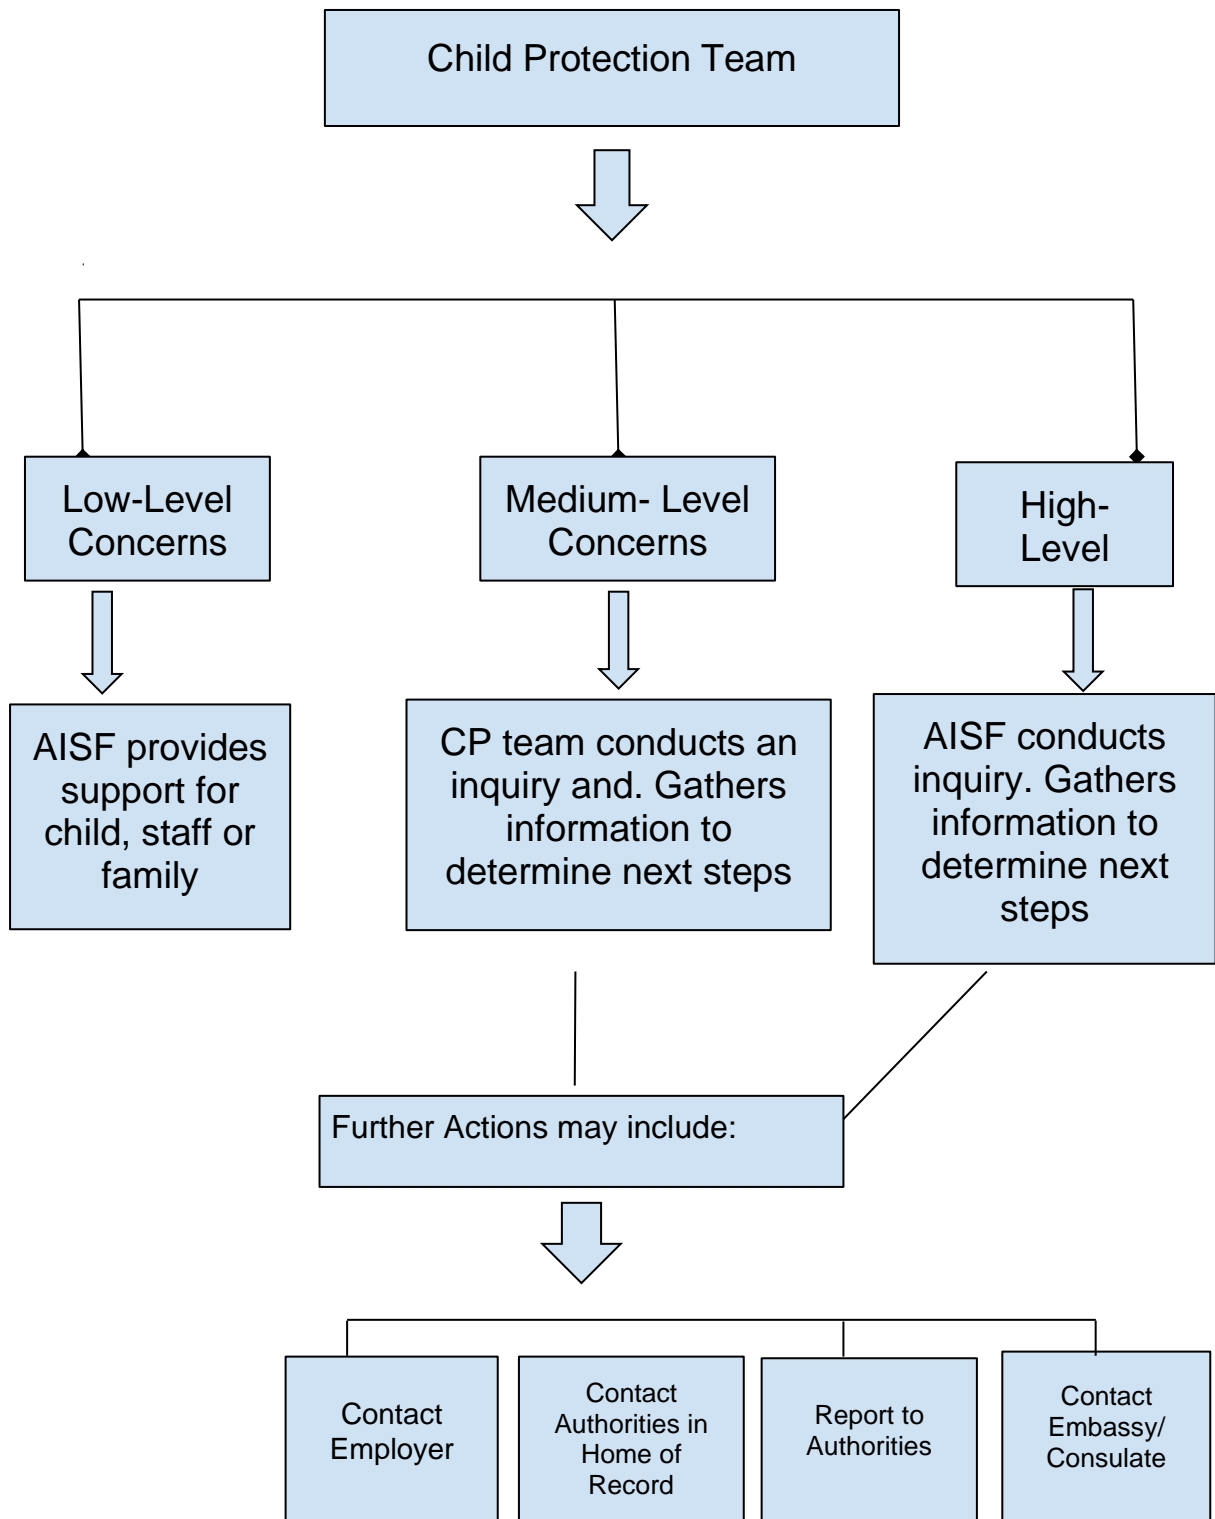 Child Protection Team
Low-Level
Concerns
Medium- Level
Concerns
High-
Level
AISF provides
support for
child, staff or
family
CP team conducts an
inquiry and. Gathers
information to
determine next steps
AISF conducts
inquiry. Gathers
information to
determine next
steps
Further Actions may include:
Contact
Employer
Contact
Authorities in
Home of
Record
Report to
Authorities
Contact
Embassy/
Consulate